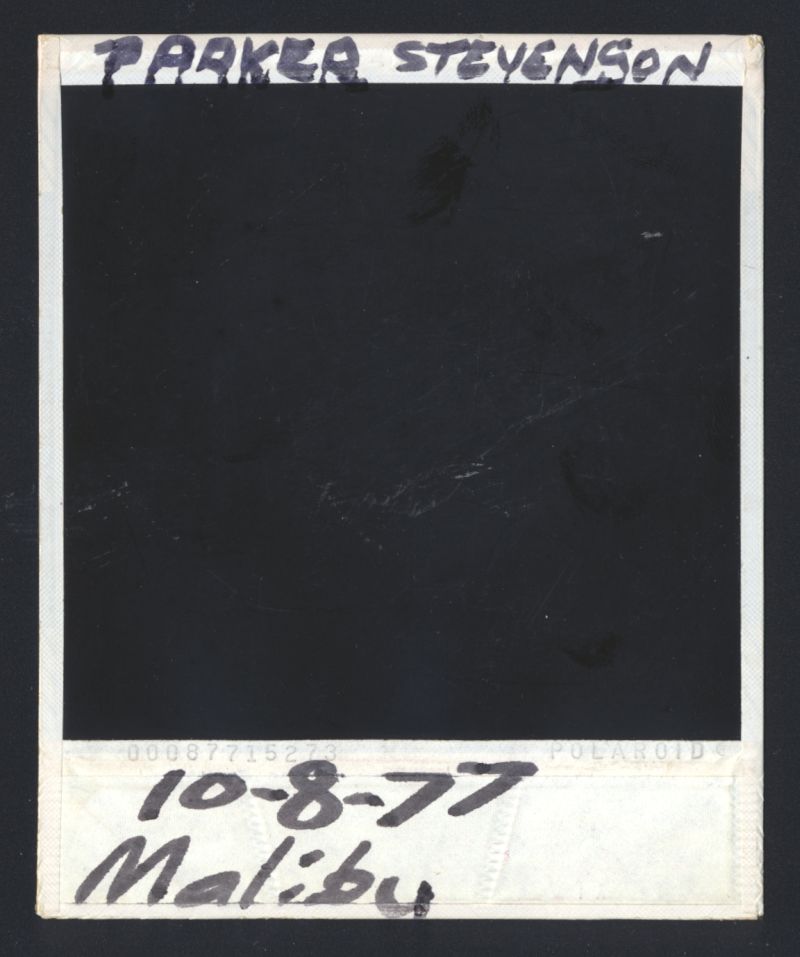 PARKER STEVENSON
00087715273 POLAROID®
10-8-77
Malibu